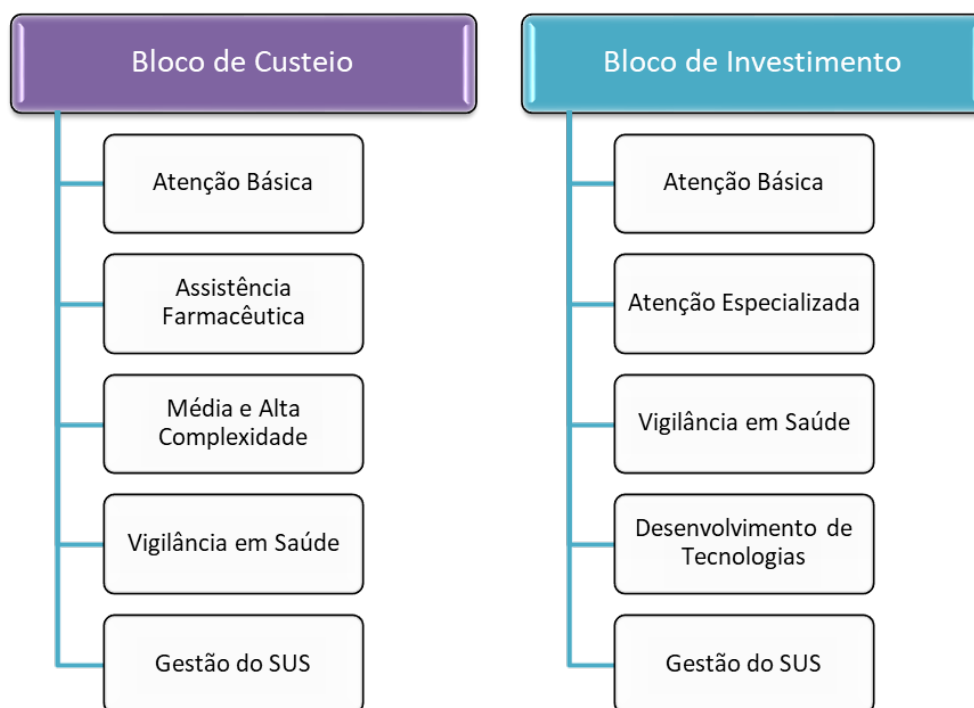 Bloco de Custeio
Atenção Básica
Assistência
Farmacêutica
Média e Alta
Complexidade
Vigilância em Saúde
Gestão do SUS
Bloco de Investimento
Atenção Básica
Atenção Especializada
Vigilância em Saúde
Desenvolvimento de
Tecnologias
Gestão do SUS